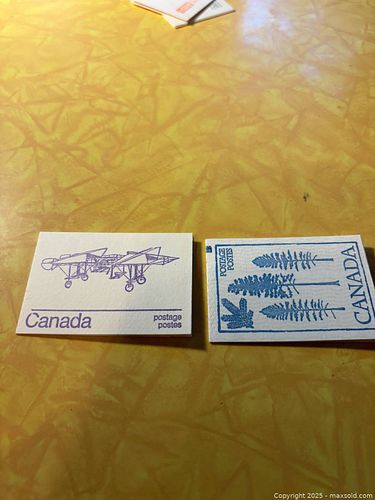 Canada
postage
postes
POSTAGE
POSTES
CANADA
Copyright © 2025 - maxsold.com